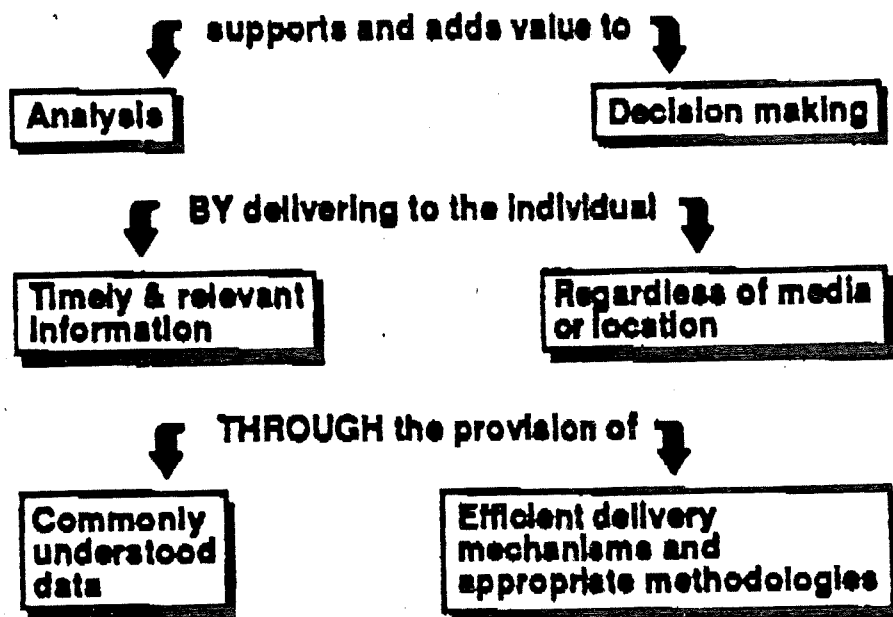 supports and adds value to
Analysis
Decision making
BY delivering to the individual
Timely & relevant
information
Regardless of media
or location
THROUGH the provision of
Commonly
understood
data
Efficient delivery
mechanisms and
appropriate methodologies